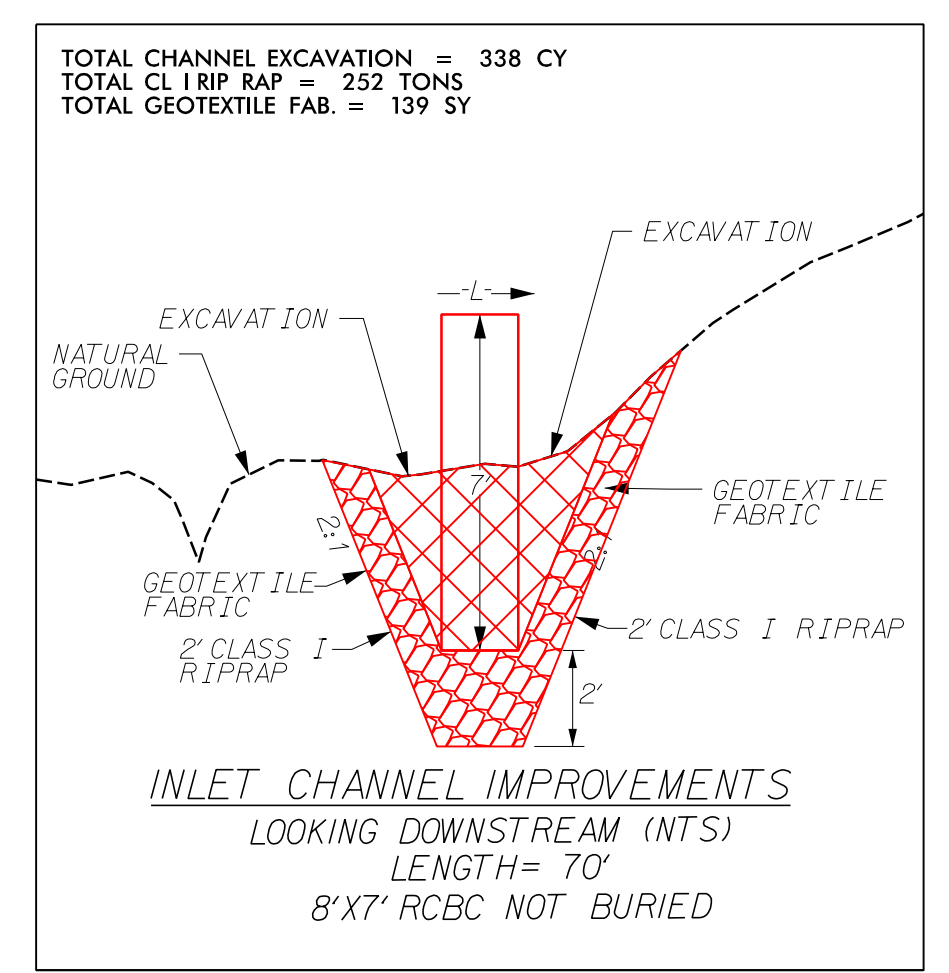 TOTAL CHANNEL EXCAVATION = 338 CY
TOTAL CL I RIP RAP = 252 TONS
TOTAL GEOTEXTILE FAB. = 139 SY
EXCAVATION
-L-
EXCAVATION
NATURAL
GROUND
7'
GEOTEXTILE
FABRIC
2:1
2:1
GEOTEXTILE
FABRIC
2' CLASS I
RIPRAP
2' CLASS I RIPRAP
2'
INLET CHANNEL IMPROVEMENTS
LOOKING DOWNSTREAM (NTS)
LENGTH= 70'
8'X7' RCBC NOT BURIED